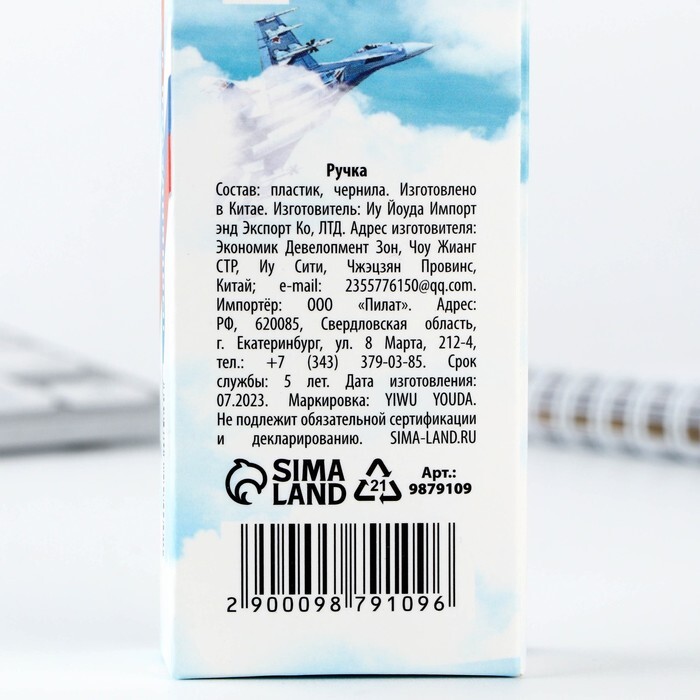 Ручка
Состав: пластик, чернила. Изготовлено
в Китае. Изготовитель: Иу Йоуда Импорт
энд Экспорт Ко, ЛТД. Адрес изготовителя:
Экономик Девелопмент Зон, Чоу Жианг
СТР, Иу Сити, Чжэцзян Провинс,
Китай; e-mail: 2355776150@qq.com.
Импортёр: ООО «Пилат». Адрес:
РФ, 620085, Свердловская область,
г. Екатеринбург, ул. 8 Марта, 212-4,
тел.: +7 (343) 379-03-85. Срок
службы: 5 лет. Дата изготовления:
07.2023. Маркировка: YIWU YOUDA.
Не подлежит обязательной сертификации
и декларированию. SIMA-LAND.RU
SIMA
LAND
21
Арт.:
9879109
2 900098 791096